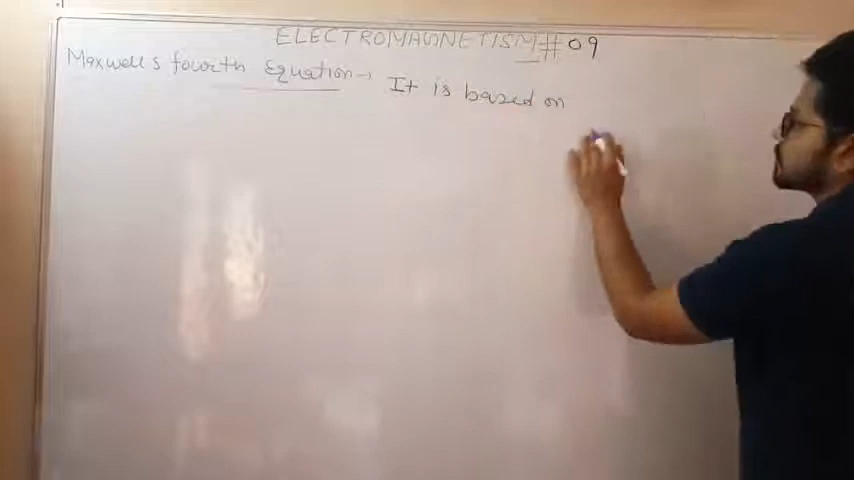 ELECTROMAGNETISM#09
Maxwell's fourth Equation→ It is based on